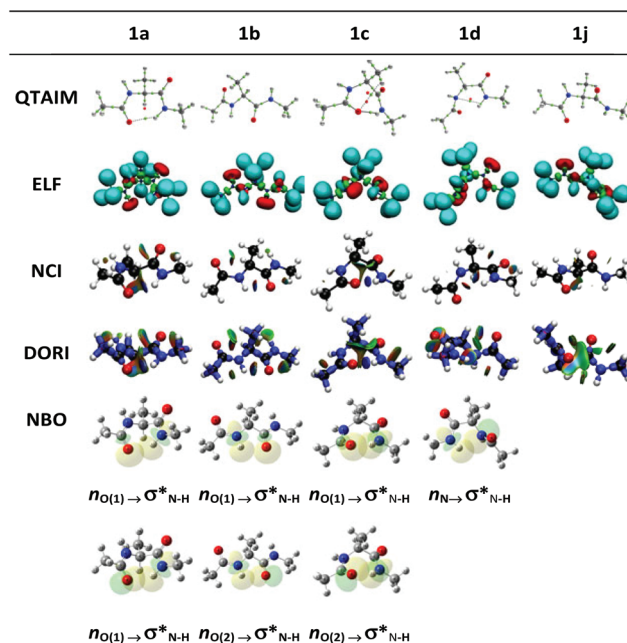 1a 1b 1c 1d 1j
QTAIM
ELF
NCI
DORI
NBO
nO(1)→σ*N-H nO(1)→σ*N-H nO(1)→σ*N-H nN→σ*N-H
nO(1)→σ*N-H nO(2)→σ*N-H nO(2)→σ*N-H